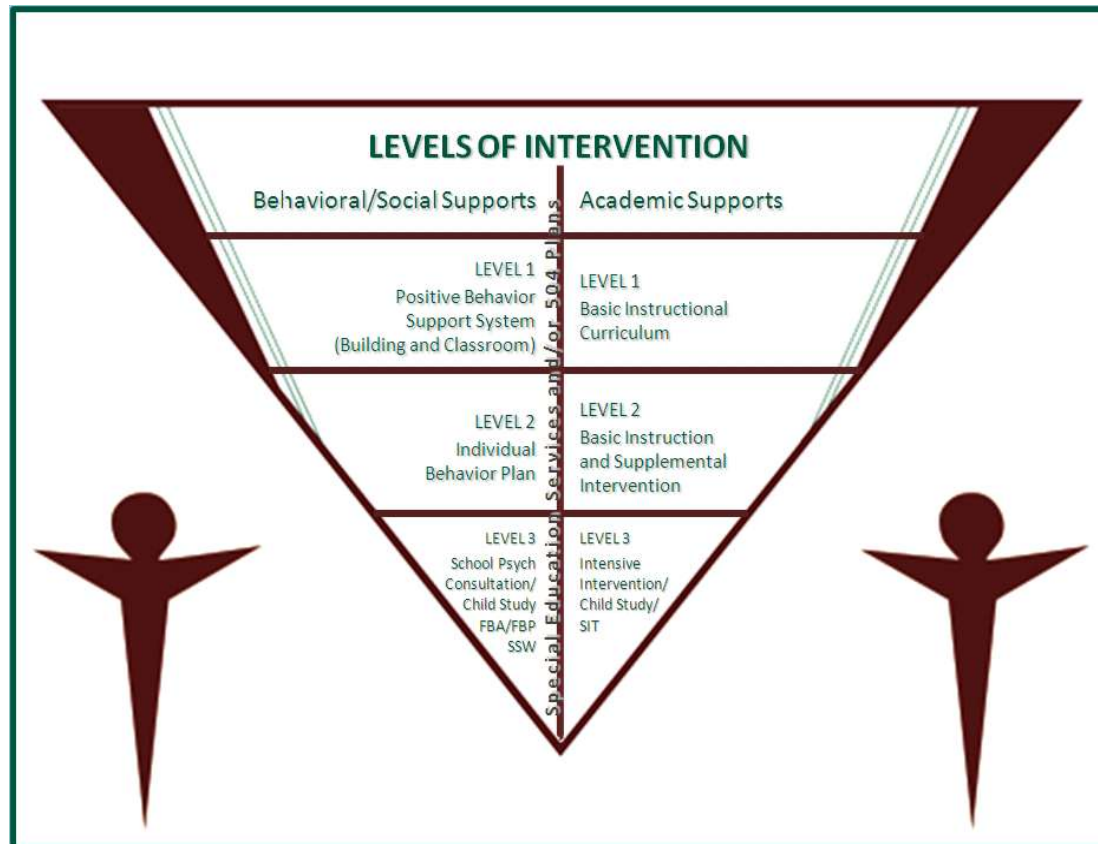 LEVELS OF INTERVENTION
Behavioral/Social Supports
Academic Supports
LEVEL 1
Positive Behavior
Support System
(Building and Classroom)
LEVEL 1
Basic Instructional
Curriculum
LEVEL 2
Individual
Behavior Plan
LEVEL 2
Basic Instruction
and Supplemental
Intervention
LEVEL 3
School Psych
Consultation/
Child Study
FBA/FBP
SSW
LEVEL 3
Intensive
Intervention/
Child Study/
SIT
Special Education Services and/or 504 Plans